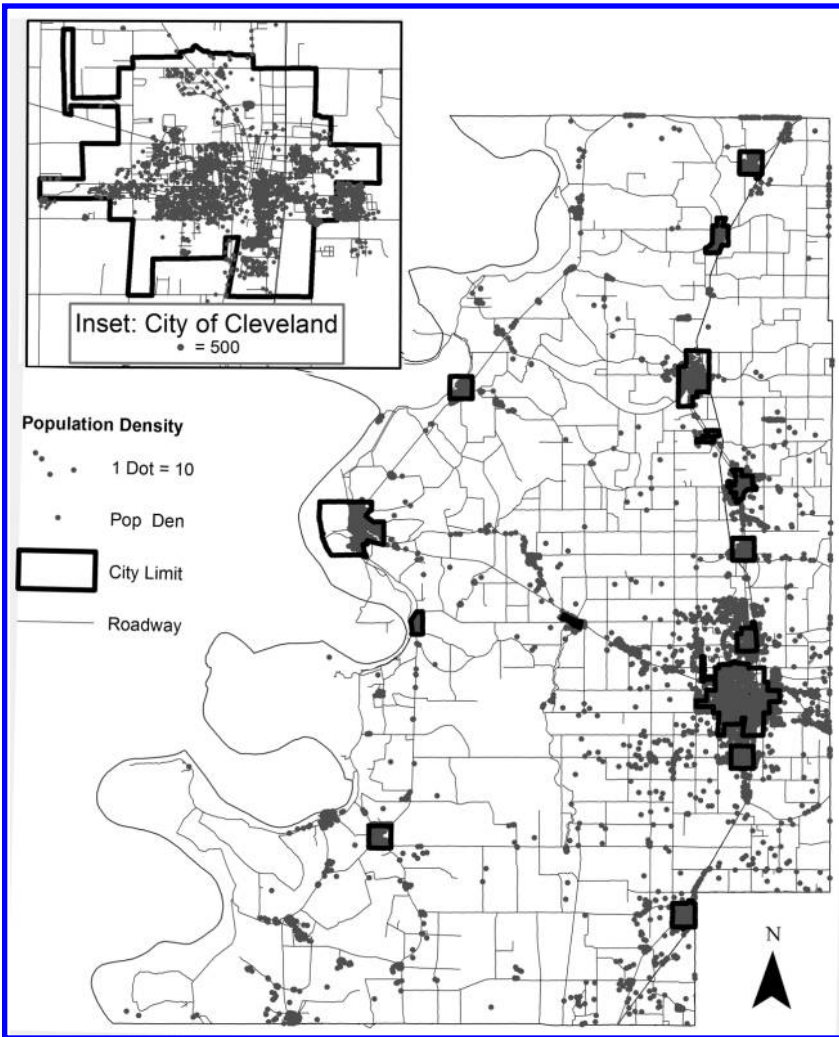 Inset: City of Cleveland
= 500
Population Density
1 Dot = 10
Pop Den
City Limit
Roadway
N